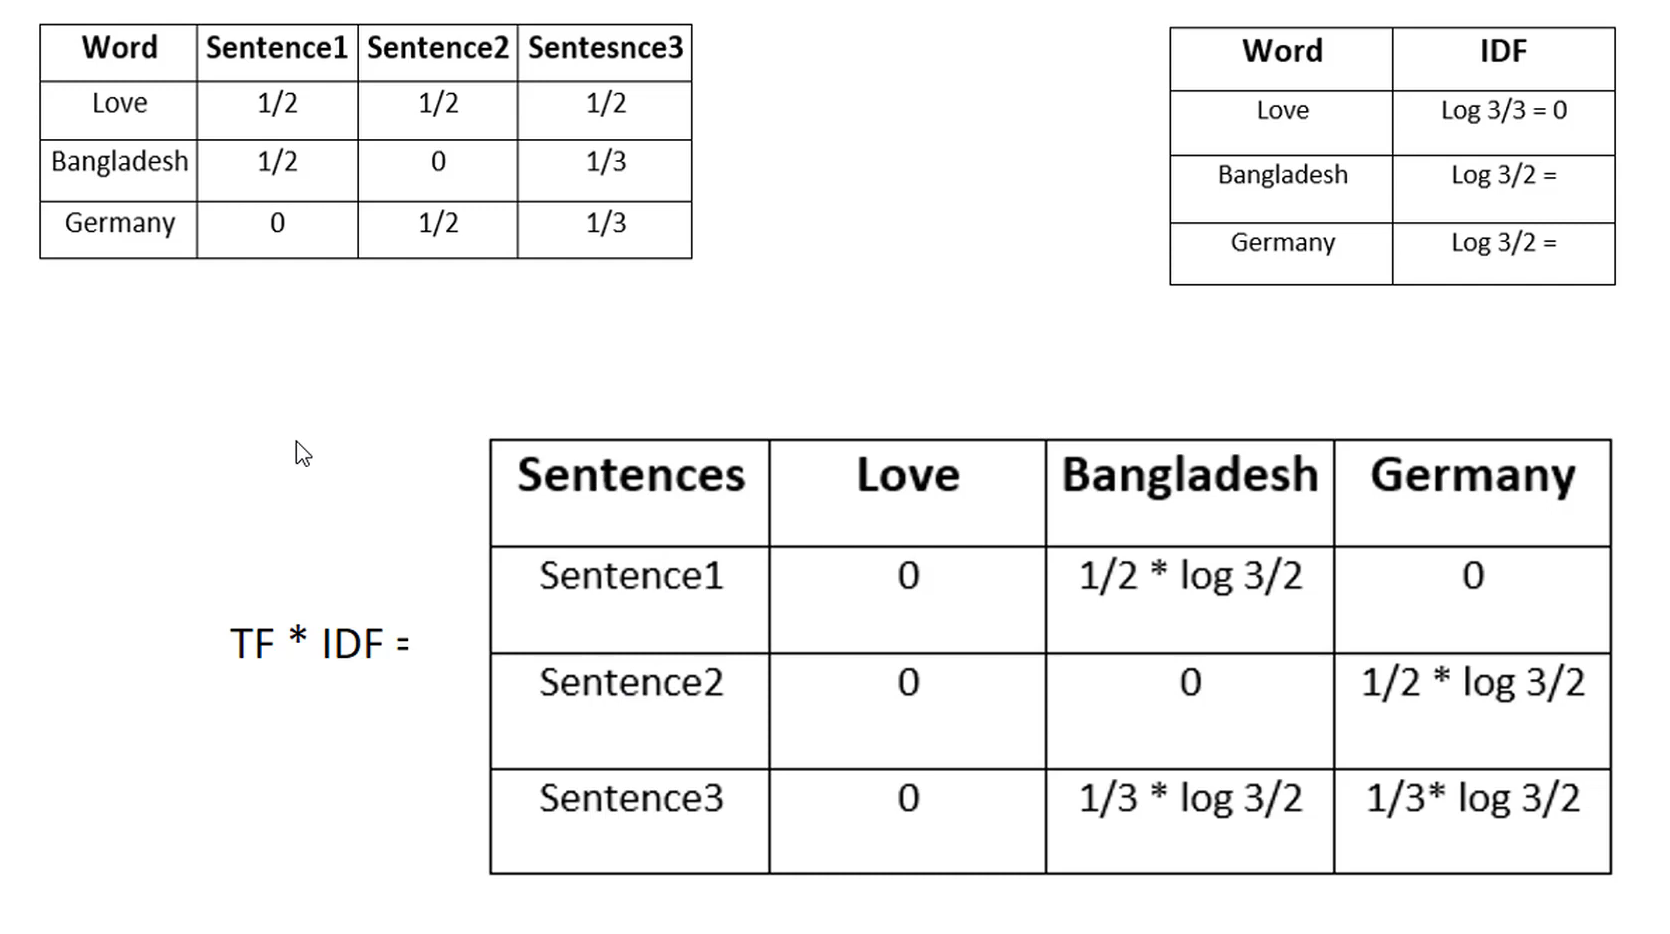 Word Sentence1 Sentence2 Sentesnce3
Love 1/2 1/2 1/2
Bangladesh 1/2 0 1/3
Germany 0 1/2 1/3
Word IDF
Love Log 3/3 = 0
Bangladesh Log 3/2 =
Germany Log 3/2 =
TF * IDF =
Sentences Love Bangladesh Germany
Sentence1 0 1/2 * log 3/2 0
Sentence2 0 0 1/2 * log 3/2
Sentence3 0 1/3 * log 3/2 1/3* log 3/2